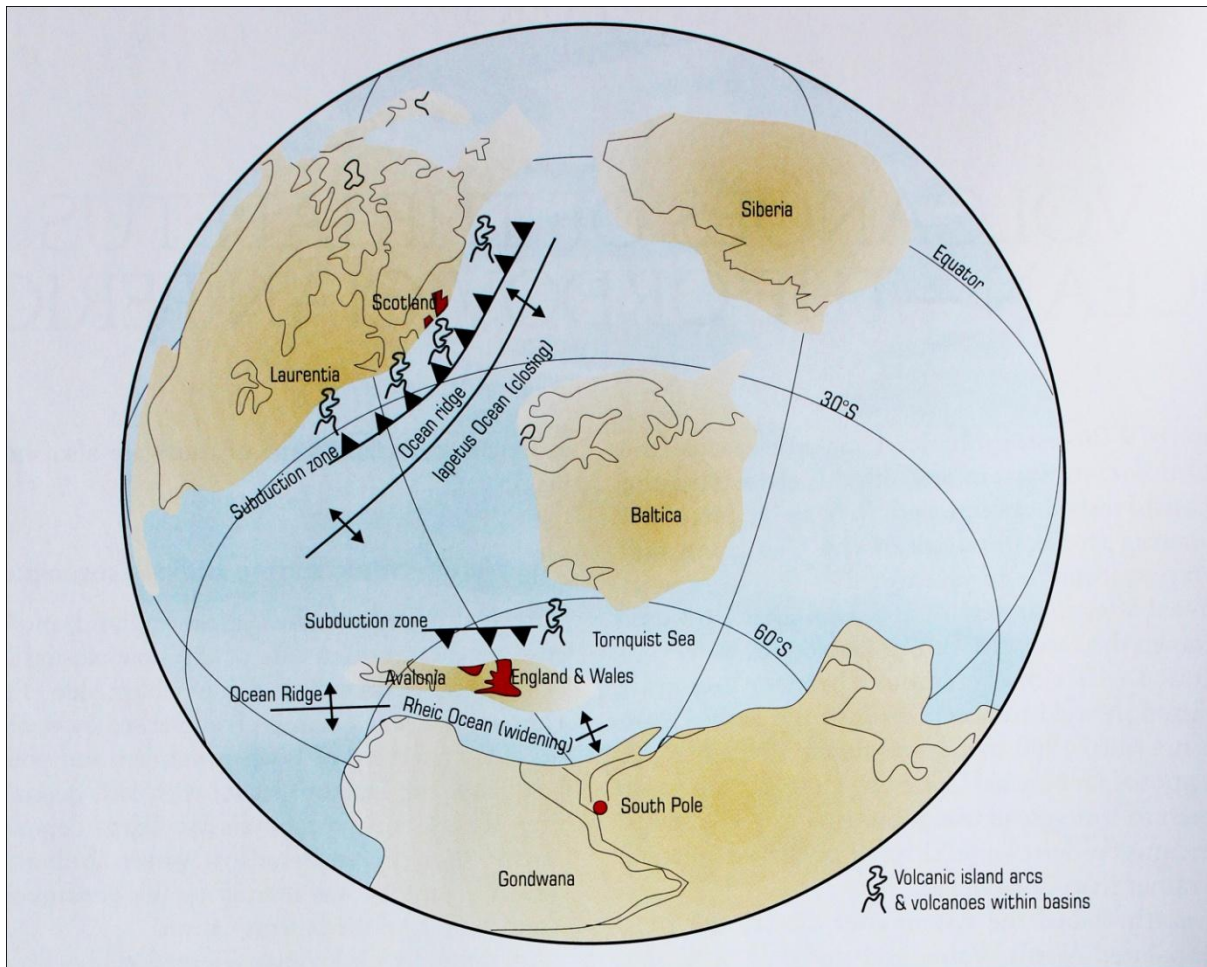 Siberia
Equator
Scotland
Laurentia
30°S
Ocean ridge
Iapetus Ocean (closing)
Subduction zone
Baltica
Subduction zone
Tornquist Sea
60°S
Avalonia
England & Wales
Ocean Ridge
Rheic Ocean (widening)
South Pole
Gondwana
Volcanic island arcs
& volcanoes within basins